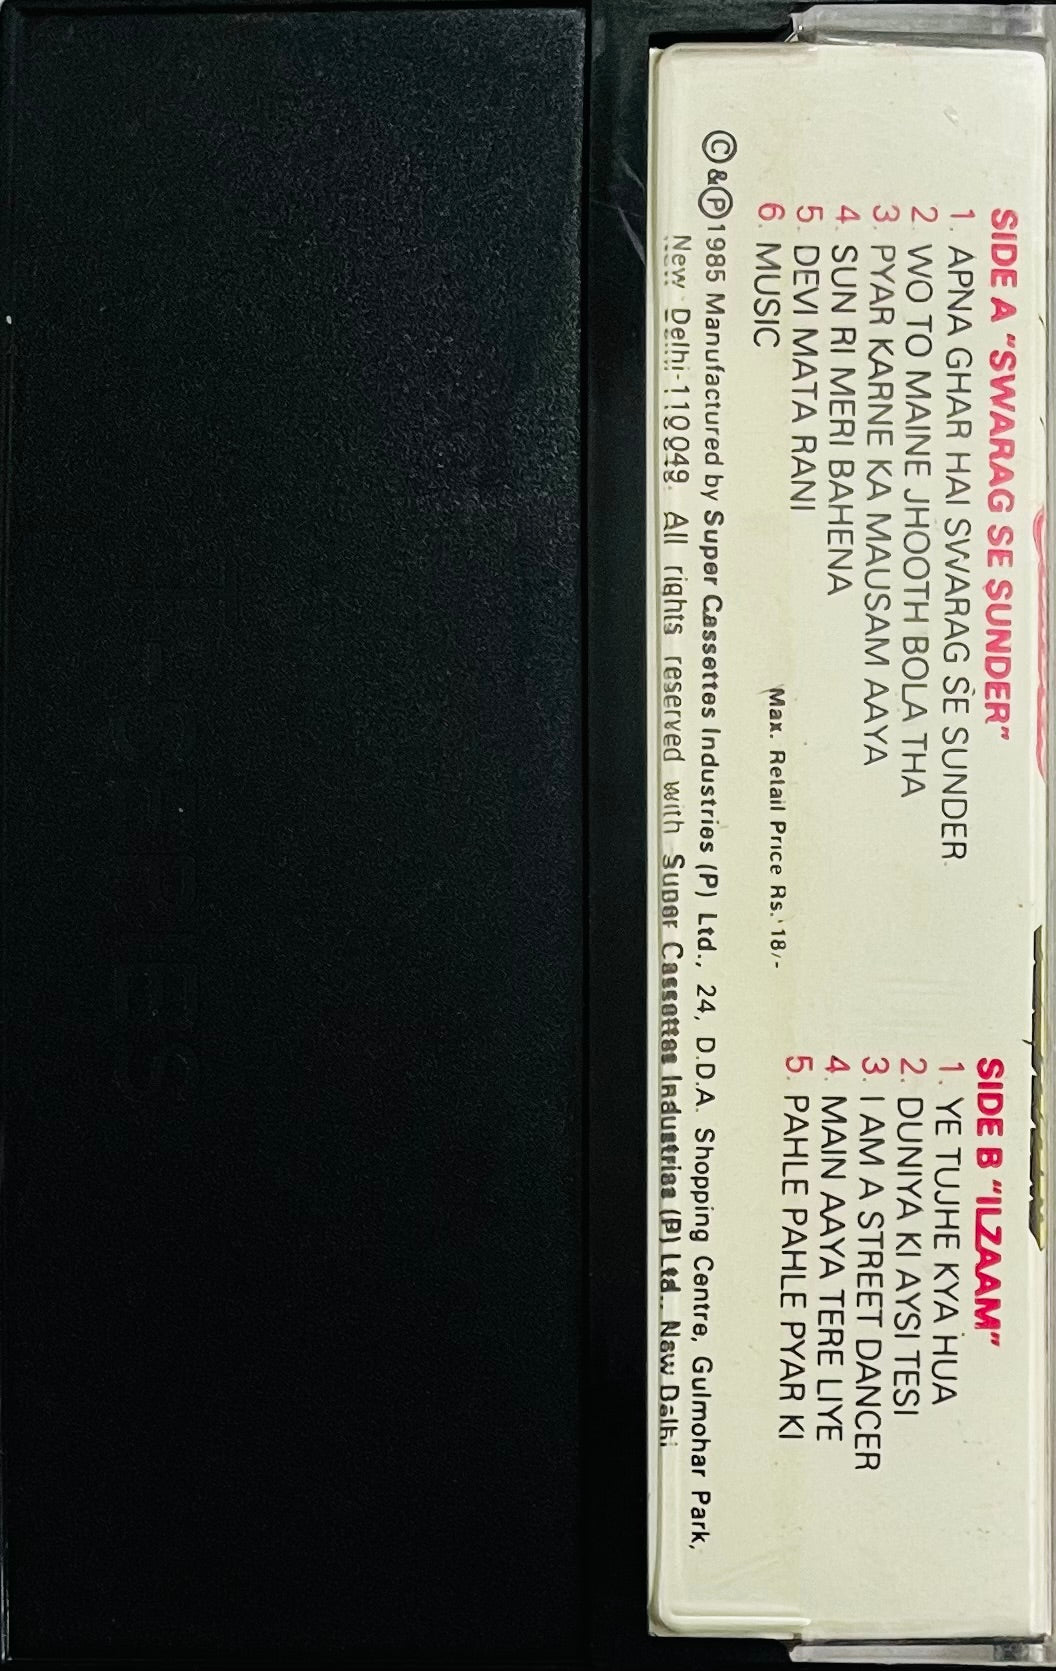 SIDE A "SWARAG SE SUNDER"
1. APNA GHAR HAI SWARAG SE SUNDER.
2 WO TO MAINE JHOOTH BOLA THA
3. PYAR KARNE KA MAUSAM AAYA
4. SUN RI MERI BAHENA
5. DEVI MATA RANI
6. MUSIC
SIDE B "ILZAAM"
1. YE TUJHE KYA HUA
2. DUNIYA KI AYSI TESI
3. I AM A STREET DANCER
4. MAIN AAYA TERE LIYE
5. PAHLE PAHLE PYAR KI
Max. Retail Price Rs. 18/-
©&℗1985 Manufactured by Super Cassettes Industries (P) Ltd., 24, D.D.A. Shopping Centre, Gulmohar Park,
New Delhi-110049. All rights reserved with Super Cassettes Industries (P) Ltd., New Delhi